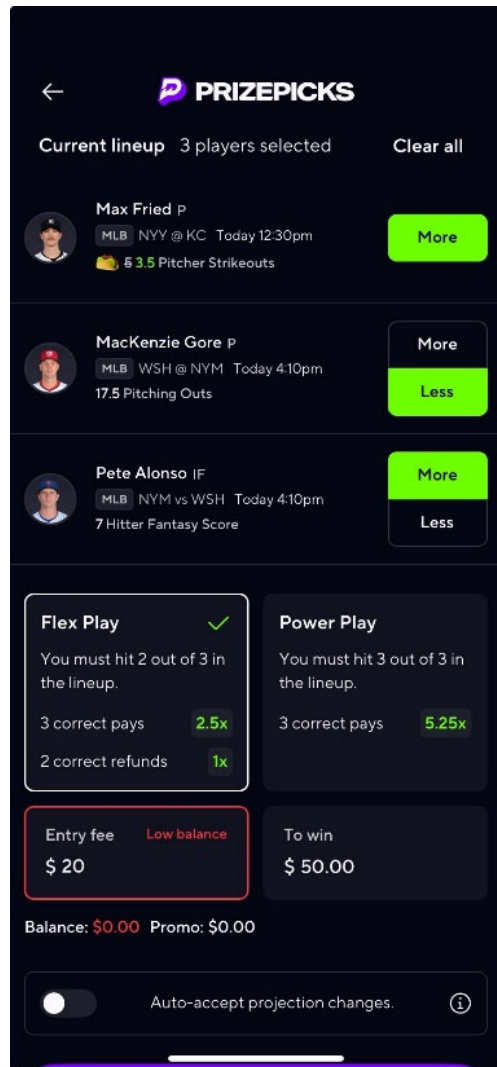 PRIZEPICKS
Current lineup 3 players selected Clear all
Max Fried P
MLB NYY @ KC Today 12:30pm
5 3.5 Pitcher Strikeouts
More
MacKenzie Gore P
MLB WSH @ NYM Today 4:10pm
17.5 Pitching Outs
More
Less
Pete Alonso IF
MLB NYM vs WSH Today 4:10pm
7 Hitter Fantasy Score
More
Less
Flex Play
You must hit 2 out of 3 in
the lineup.
3 correct pays 2.5x
2 correct refunds 1x
Power Play
You must hit 3 out of 3 in
the lineup.
3 correct pays 5.25x
Entry fee Low balance
$ 20
To win
$ 50.00
Balance: $0.00 Promo: $0.00
Auto-accept projection changes.